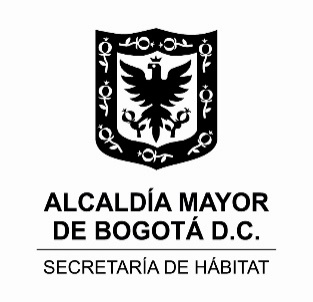 ALCALDÍA MAYOR
DE BOGOTÁ D.C.
SECRETARÍA DE HÁBITAT